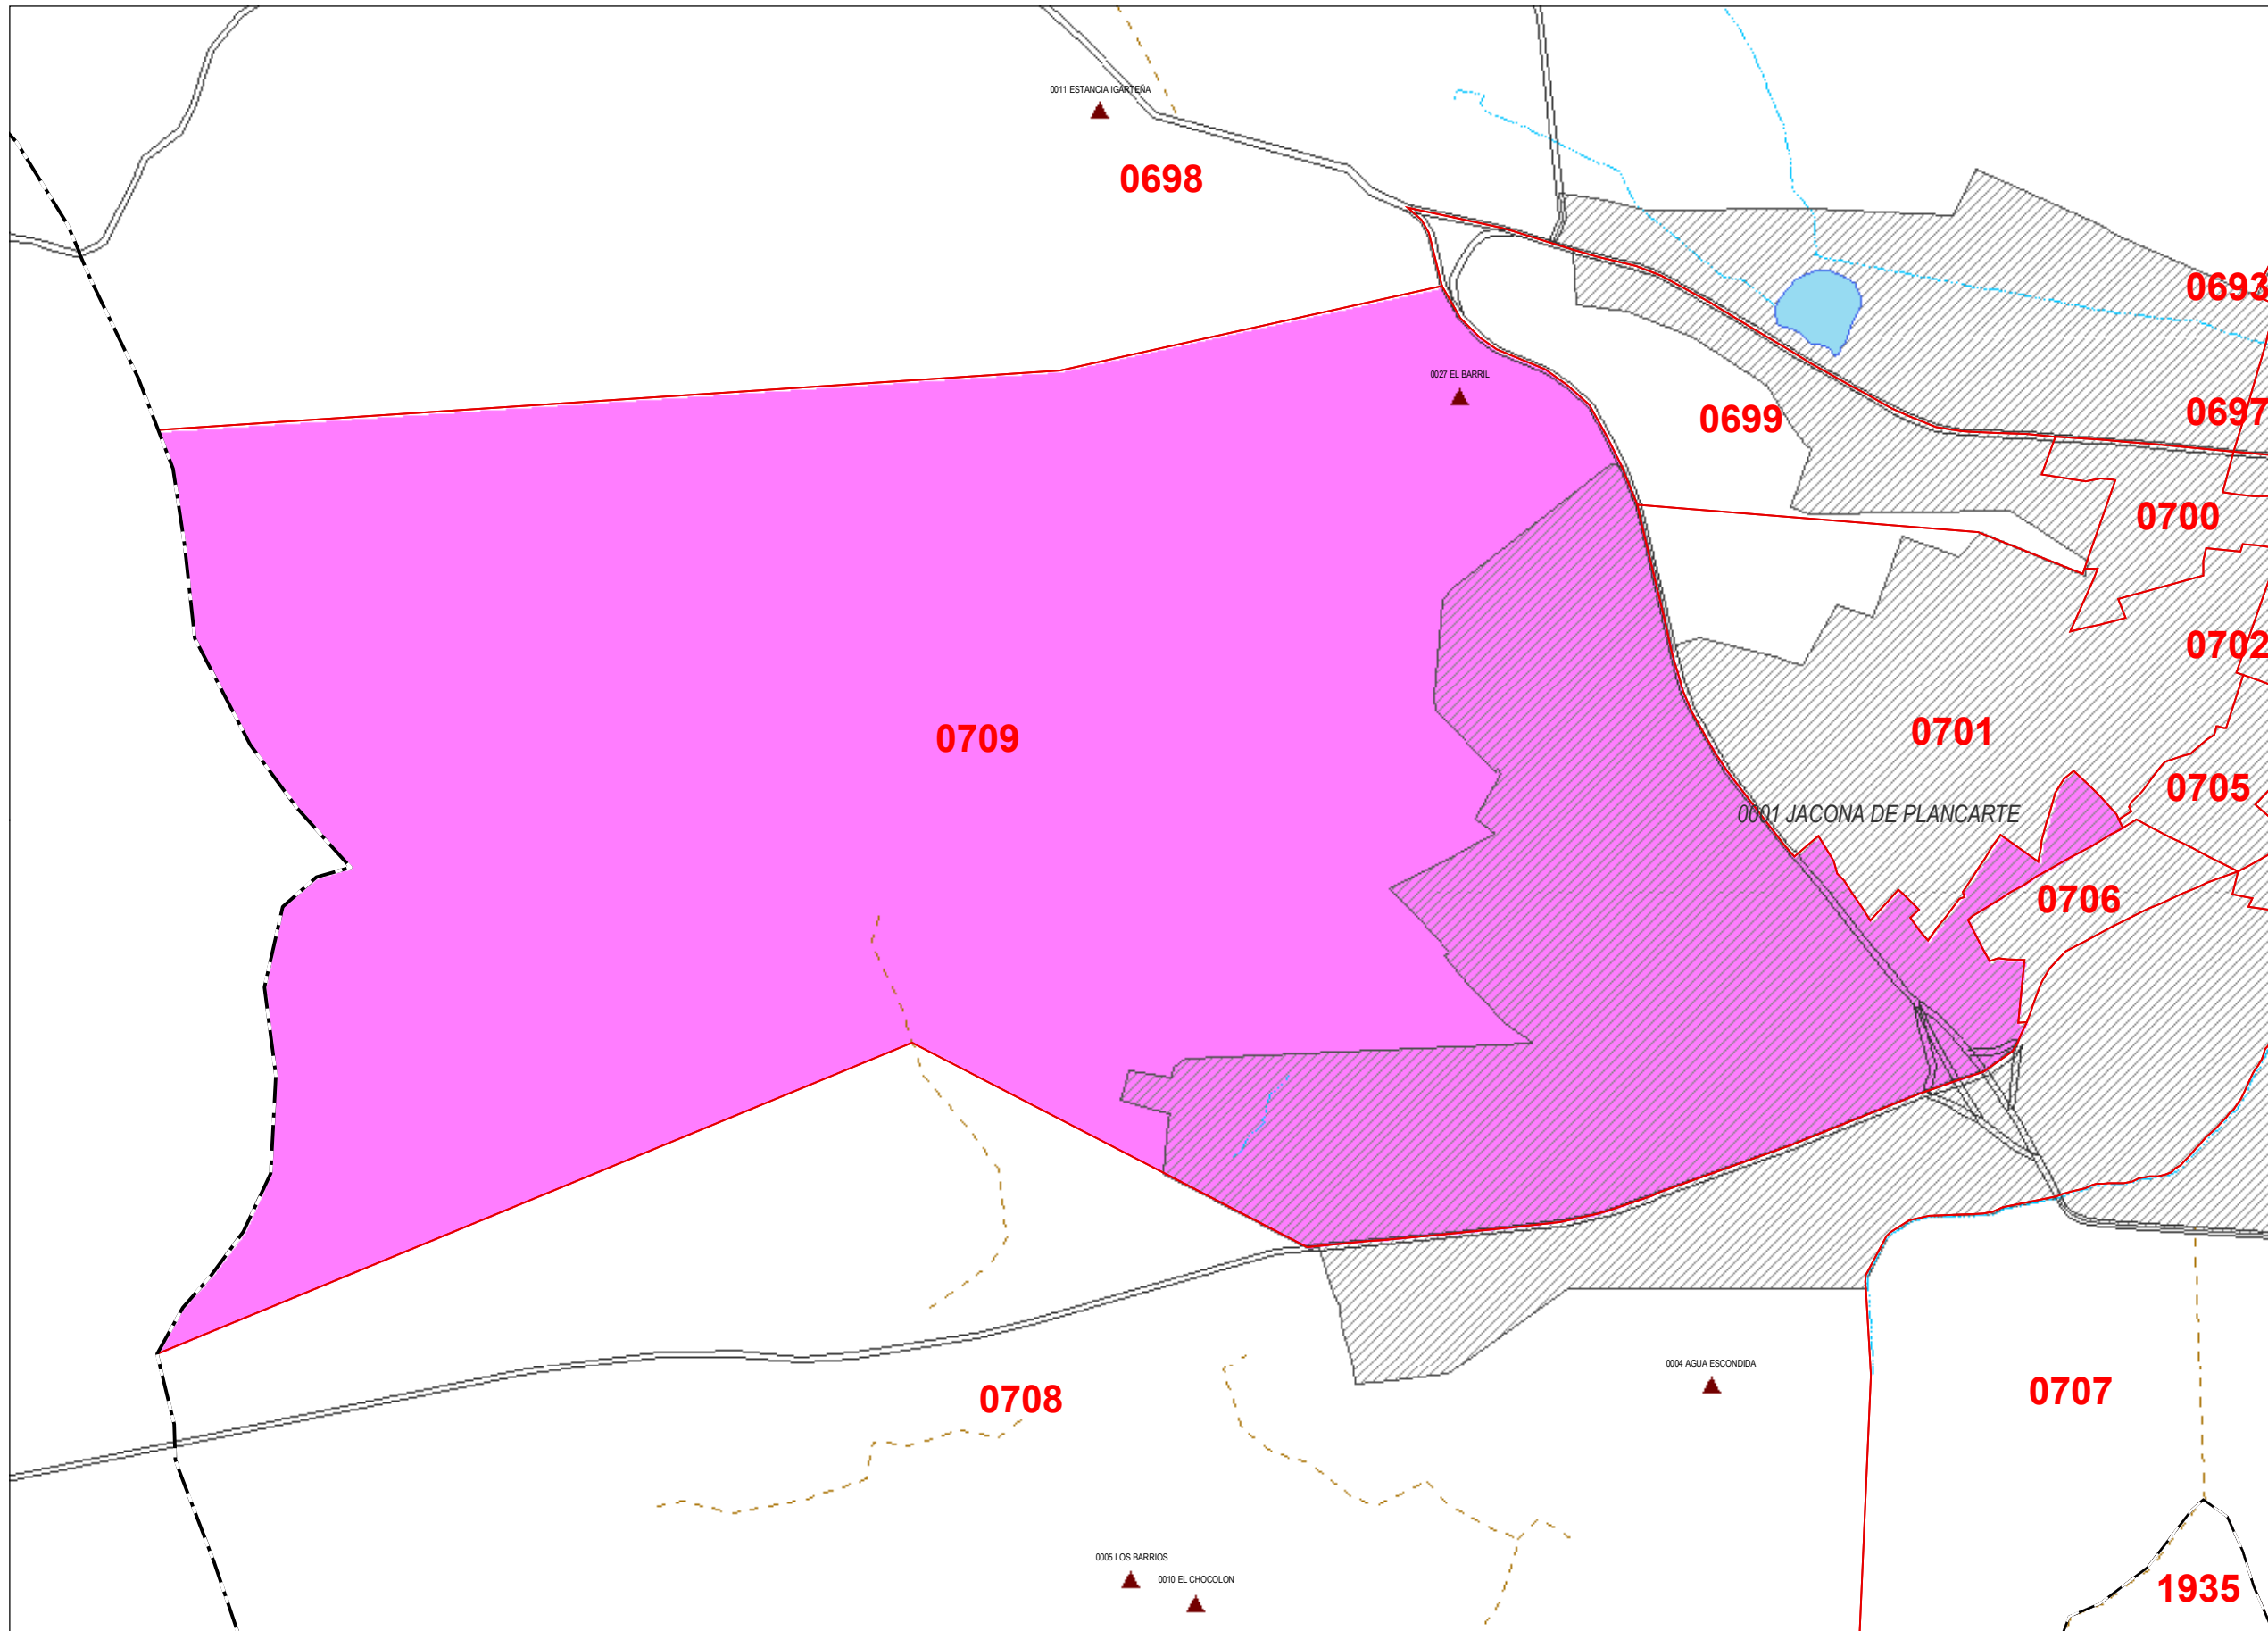 0011 ESTANCIA IGARTEÑA
0698
0693
0027 EL BARRIL
0699
0697
0700
0702
0709
0701
0705
0001 JACONA DE PLANCARTE
0706
0004 AGUA ESCONDIDA
0708
0707
0005 LOS BARRIOS
0010 EL CHOCOLON
1935